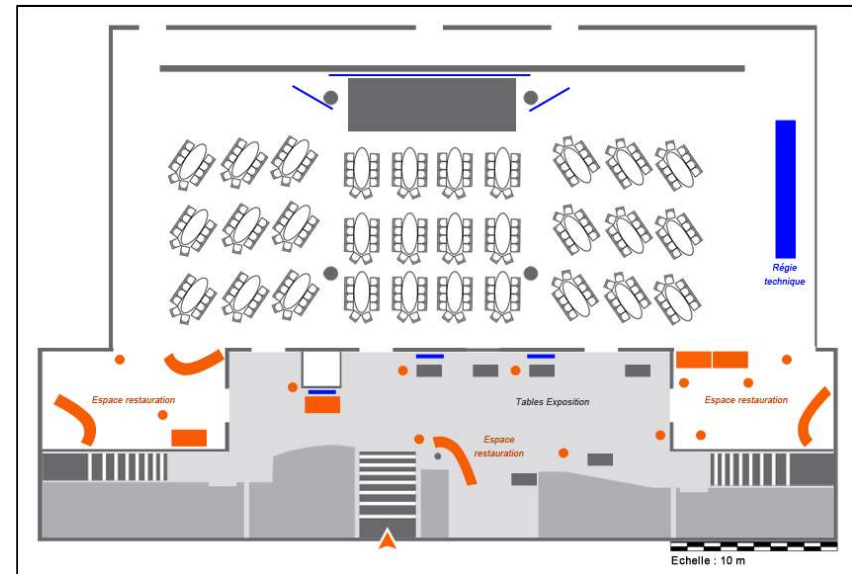 Régie
technique
Espace restauration
Tables Exposition
Espace restauration
Espace
restauration
Echelle : 10 m